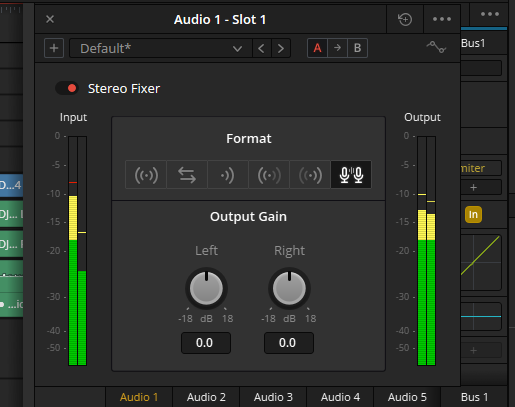 Audio 1 - Slot 1
Bus1
Default*
A
B
Stereo Fixer
Input
Output
Format
0
-5
-10
-15
-20
-30
-40
-50
0
-5
-10
-15
-20
-30
-40
-50
Output Gain
Left
Right
-18 dB 18
-18 dB 18
0.0
0.0
D...4
DJ...
DJ...
miter
+
In
+
Audio 1
Audio 2
Audio 3
Audio 4
Audio 5
Bus 1